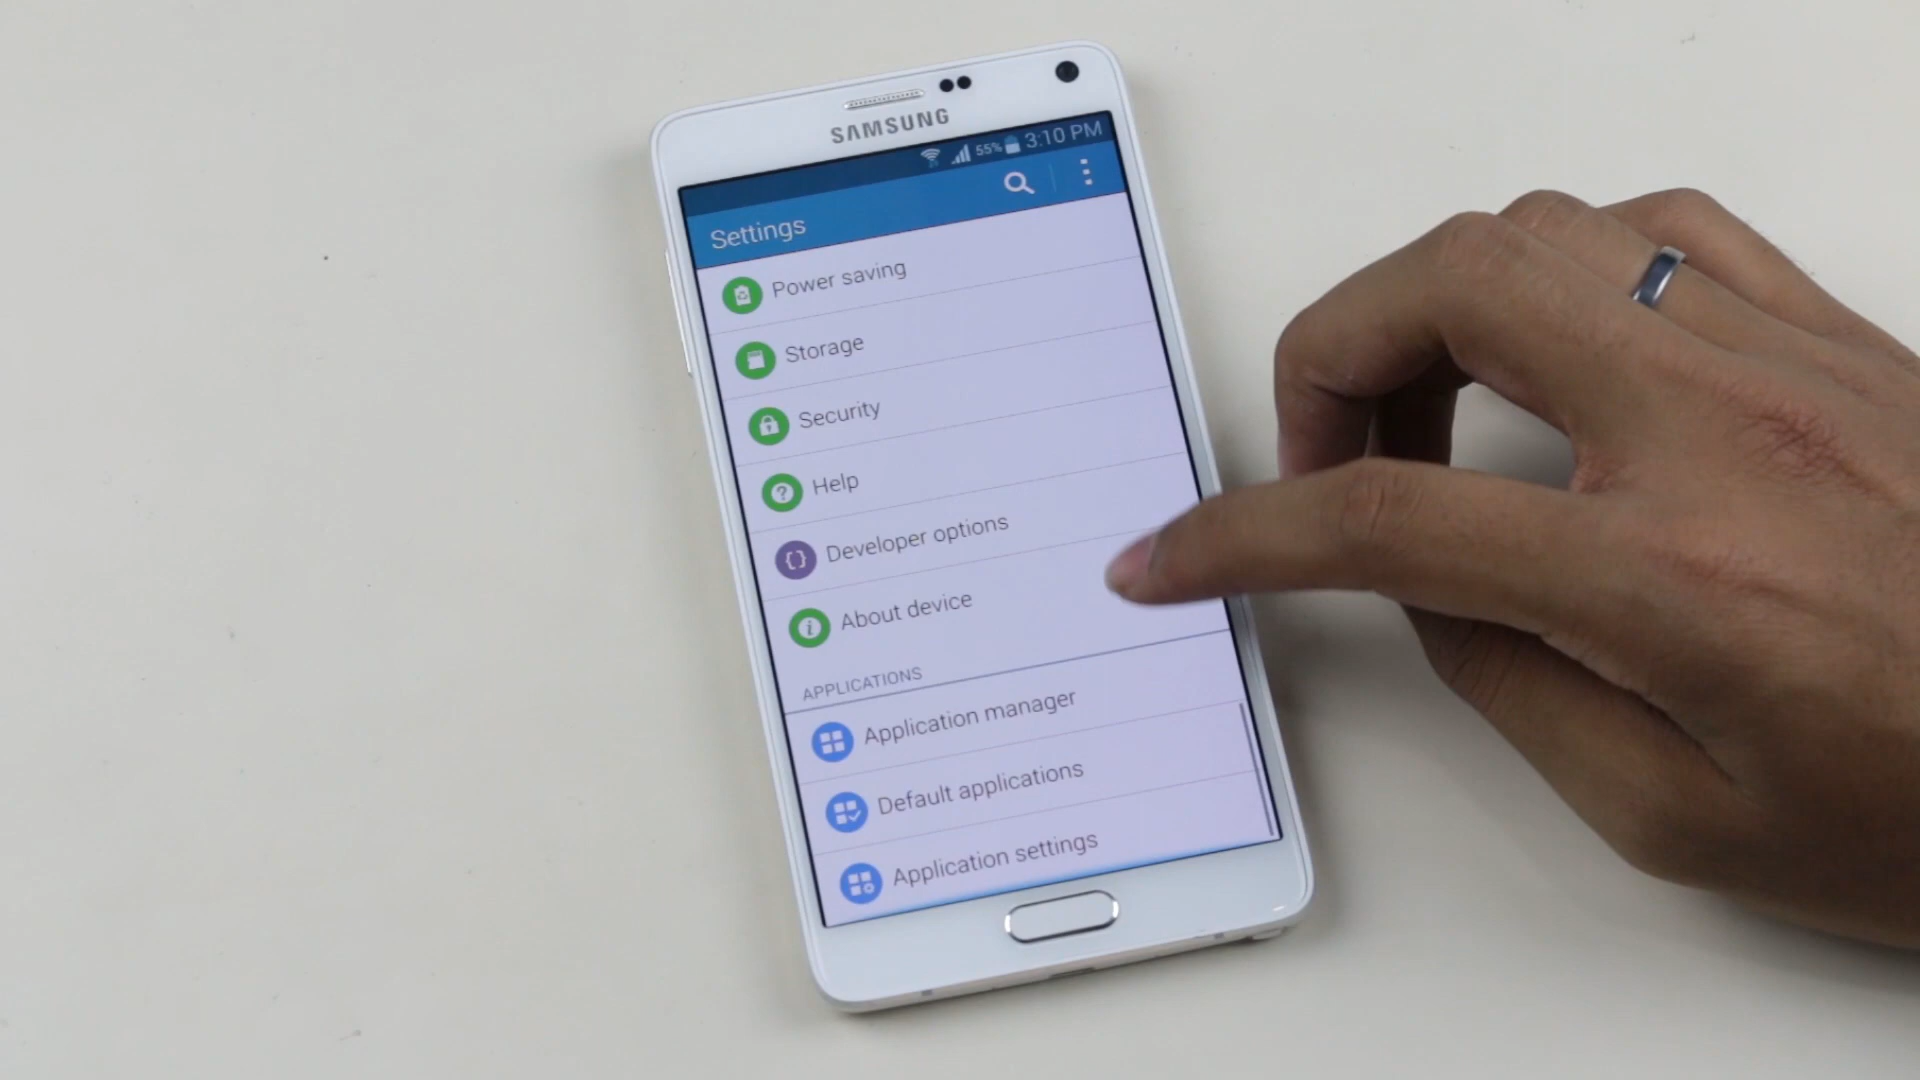 SAMSUNG
55% 3:10 PM
Settings
Power saving
Storage
Security
Help
Developer options
About device
APPLICATIONS
Application manager
Default applications
Application settings